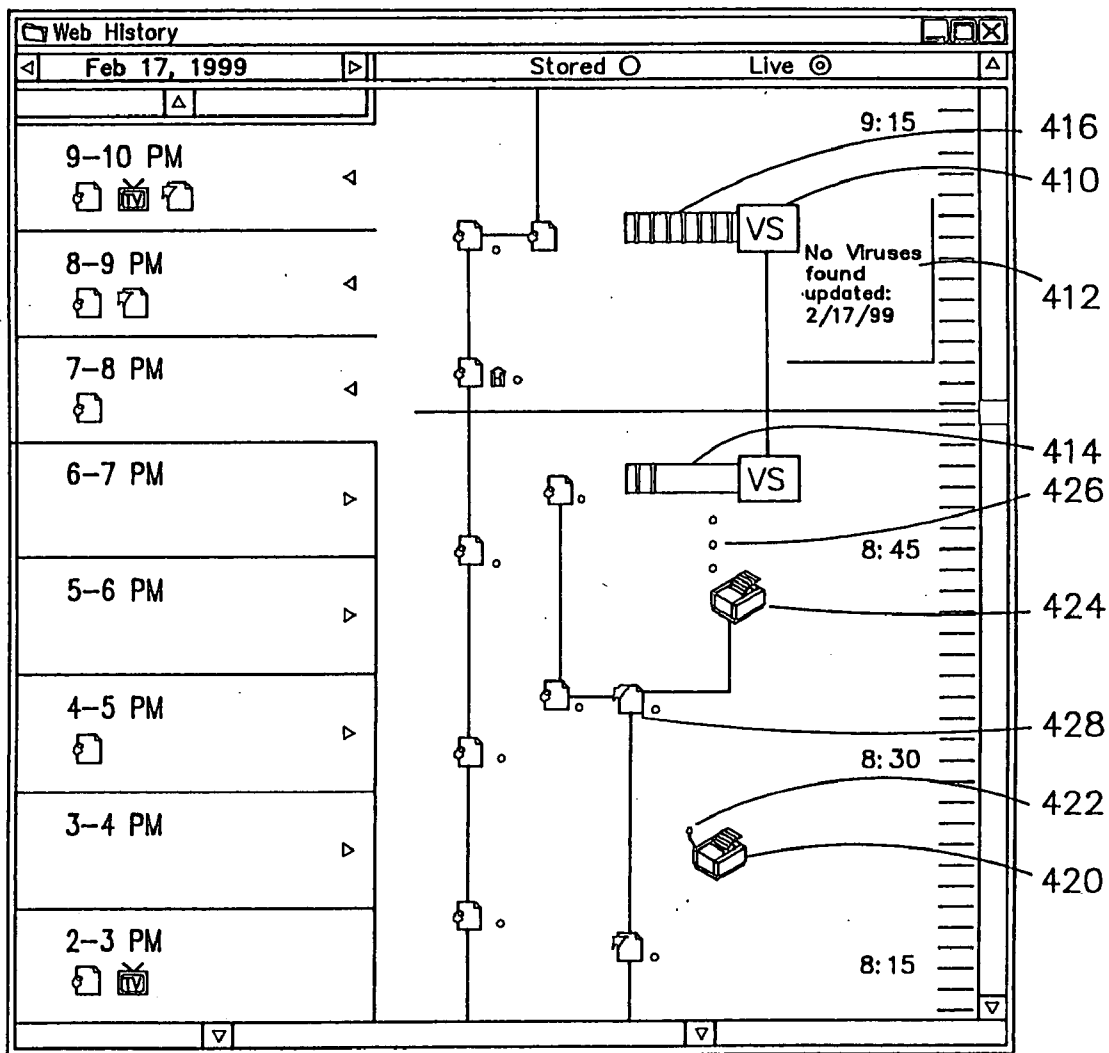 Web History
Feb 17, 1999
Stored
Live
9-10 PM
TV
8-9 PM
7-8 PM
6-7 PM
5-6 PM
4-5 PM
3-4 PM
2-3 PM
TV
9:15
VS
No Viruses
found
updated:
2/17/99
VS
8:45
8:30
8:15
416
410
412
414
426
424
428
422
420